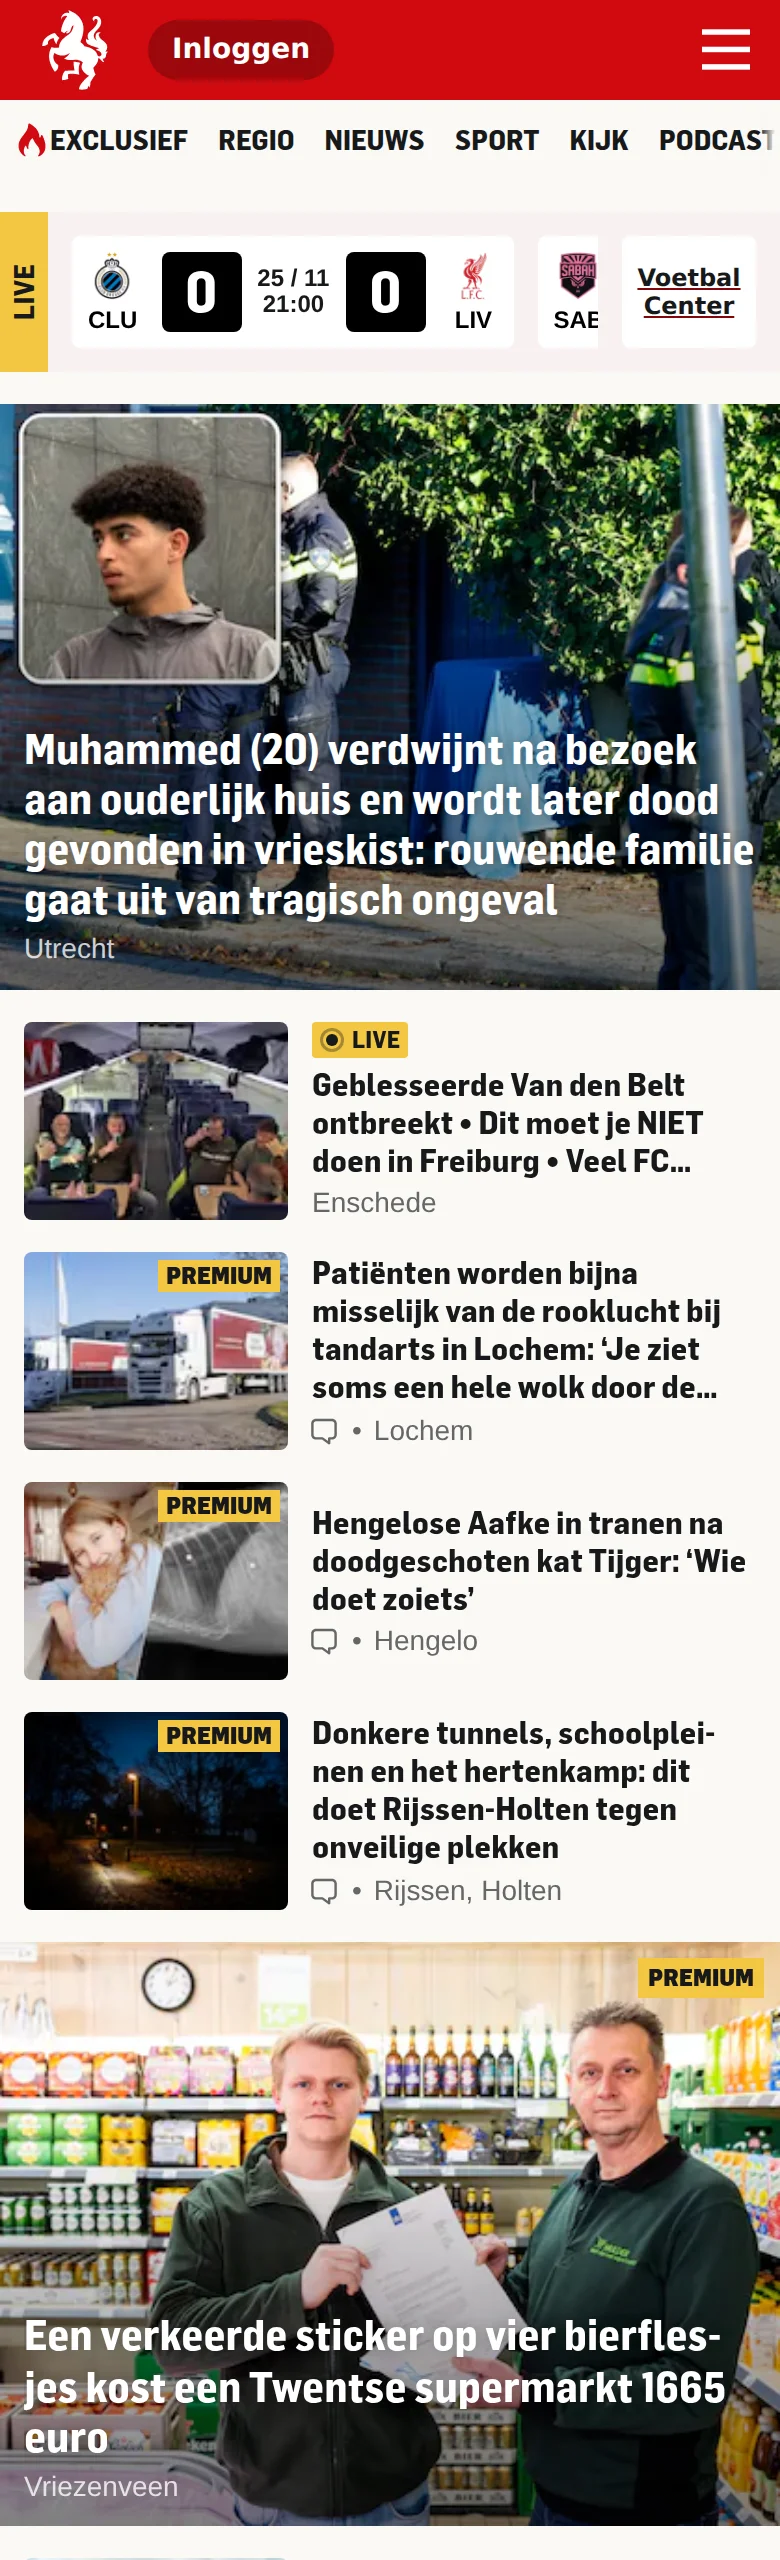 Inloggen
EXCLUSIEF REGIO NIEUWS SPORT KIJK PODCAST
LIVE
CLU
0
25 / 11
21:00
0
L.F.C.
LIV
SABAH
SAB
Voetbal
Center
Muhammed (20) verdwijnt na bezoek
aan ouderlijk huis en wordt later dood
gevonden in vrieskist: rouwende familie
gaat uit van tragisch ongeval
Utrecht
LIVE
Geblesseerde Van den Belt
ontbreekt • Dit moet je NIET
doen in Freiburg • Veel FC...
Enschede
PREMIUM
Patiënten worden bijna
misselijk van de rooklucht bij
tandarts in Lochem: ‘Je ziet
soms een hele wolk door de...
• Lochem
PREMIUM
Hengelose Aafke in tranen na
doodgeschoten kat Tijger: ‘Wie
doet zoiets’
• Hengelo
PREMIUM
Donkere tunnels, schoolplei-
nen en het hertenkamp: dit
doet Rijssen-Holten tegen
onveilige plekken
• Rijssen, Holten
PREMIUM
Een verkeerde sticker op vier bierfles-
jes kost een Twentse supermarkt 1665
euro
Vriezenveen